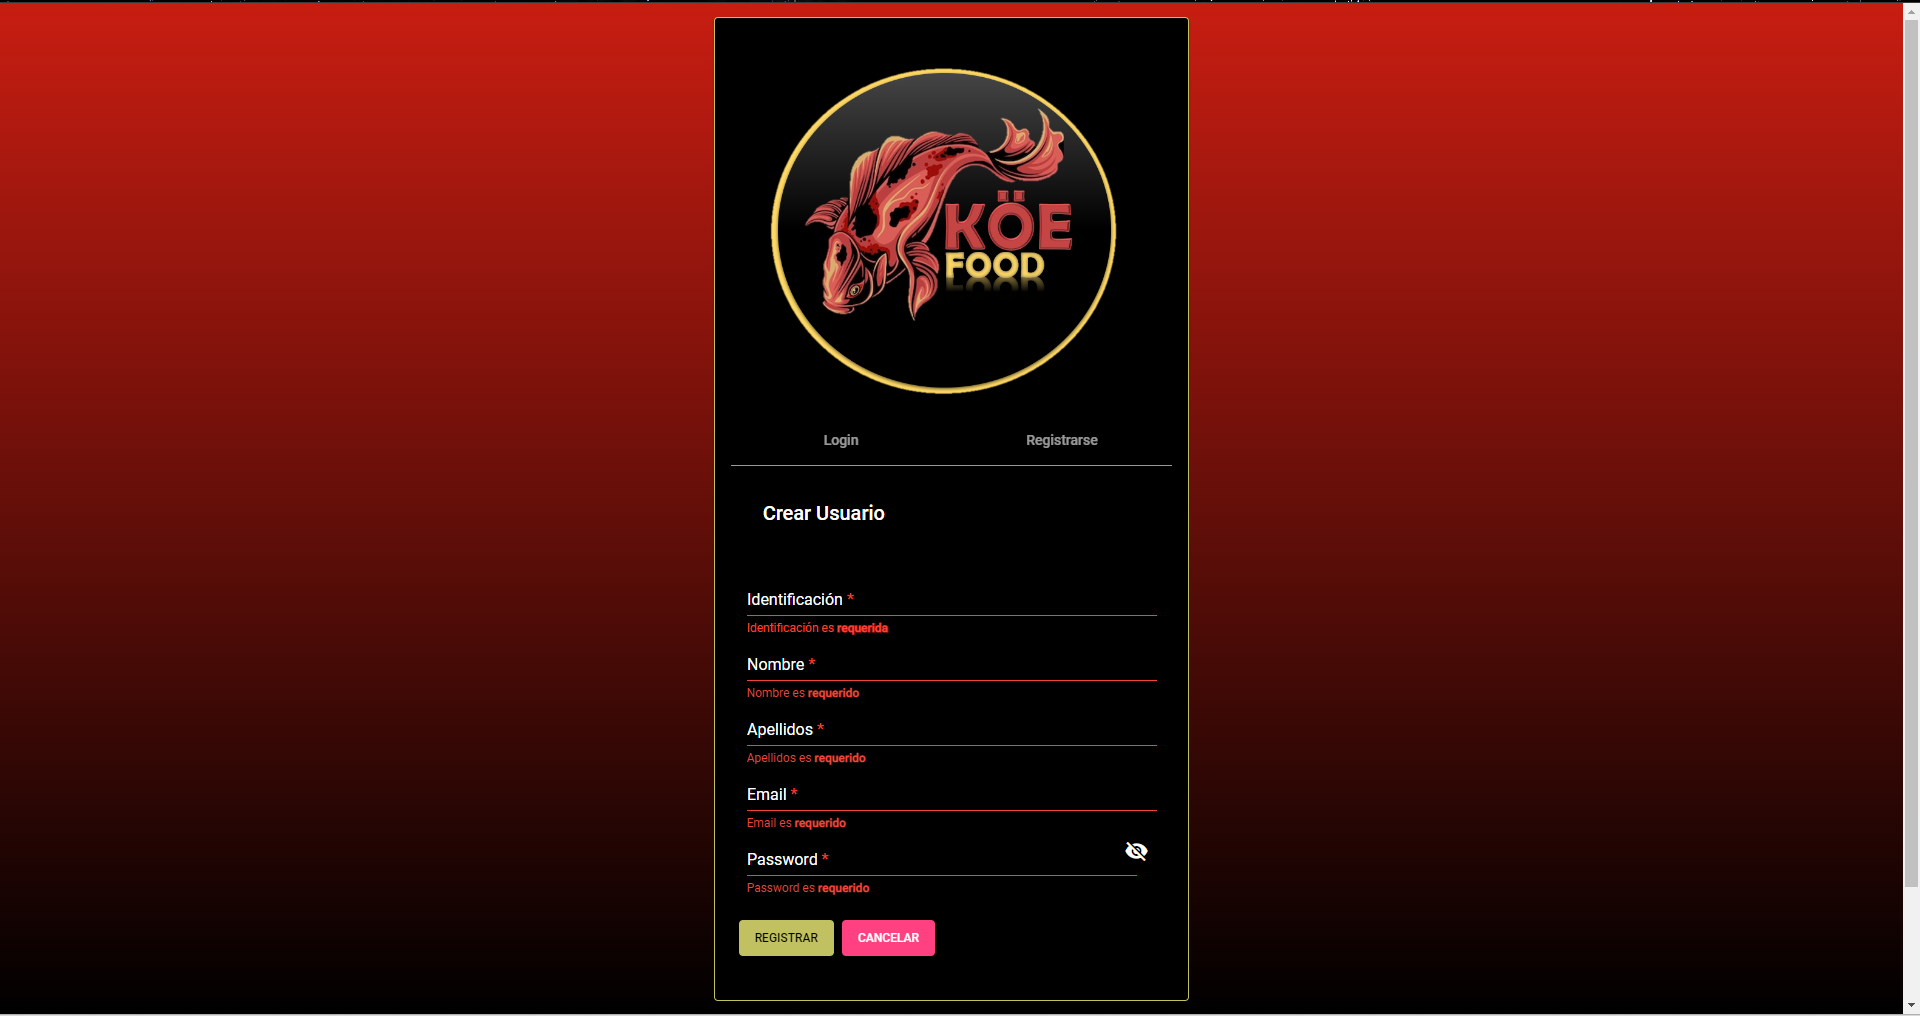 KÖE
FOOD
Login Registrarse
Crear Usuario
Identificación *
Identificación es requerida
Nombre *
Nombre es requerido
Apellidos *
Apellidos es requerido
Email *
Email es requerido
Password *
Password es requerido
REGISTRAR CANCELAR